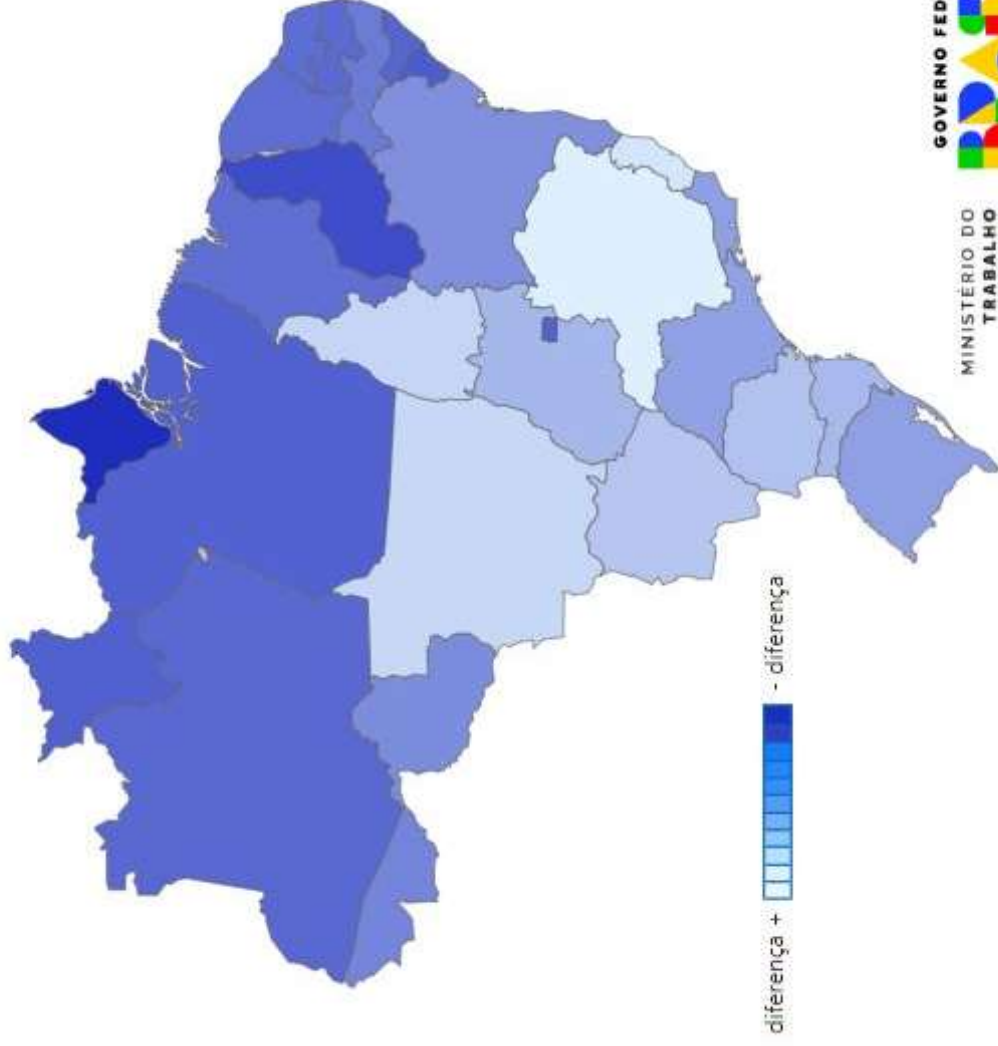 diferença +
- diferença
MINISTÉRIO DO
TRABALHO
GOVERNO FED